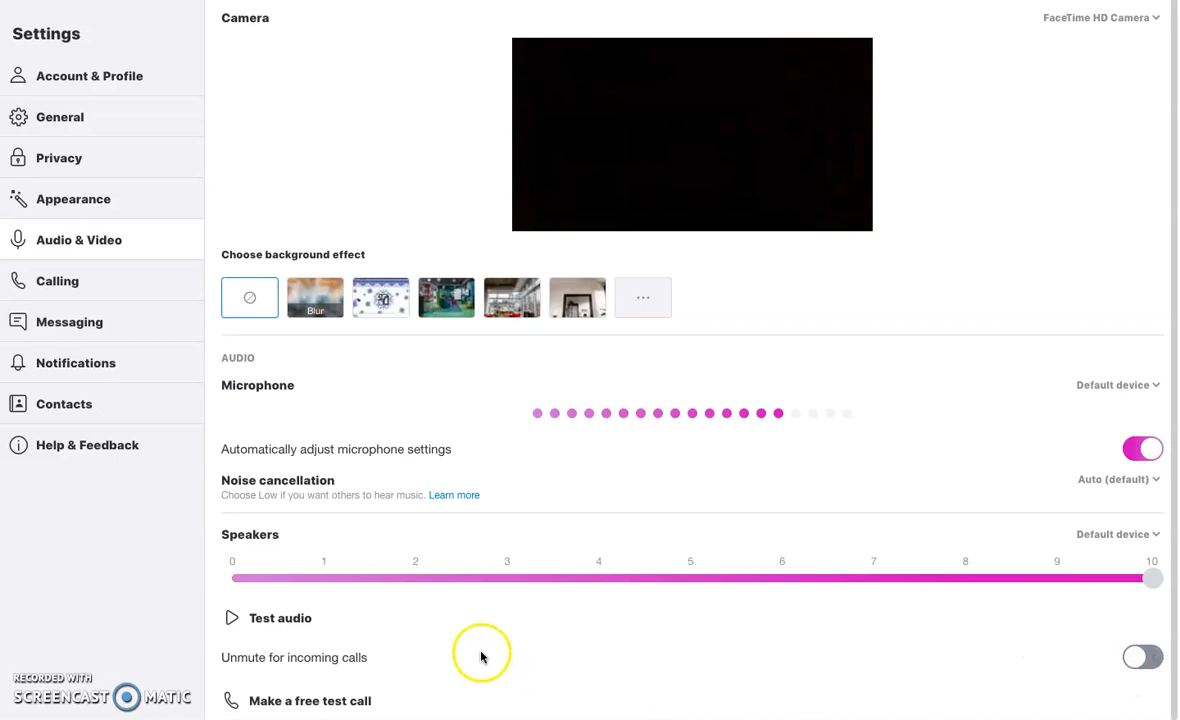 Settings
Account & Profile
General
Privacy
Appearance
Audio & Video
Calling
Messaging
Notifications
Contacts
Help & Feedback
RECORDED WITH
SCREENCAST MATIC
Camera
FaceTime HD Camera
Choose background effect
Blur
AUDIO
Microphone
Default device
Automatically adjust microphone settings
Noise cancellation
Auto (default)
Choose Low if you want others to hear music. Learn more
Speakers
Default device
0 1 2 3 4 5 6 7 8 9 10
Test audio
Unmute for incoming calls
Make a free test call